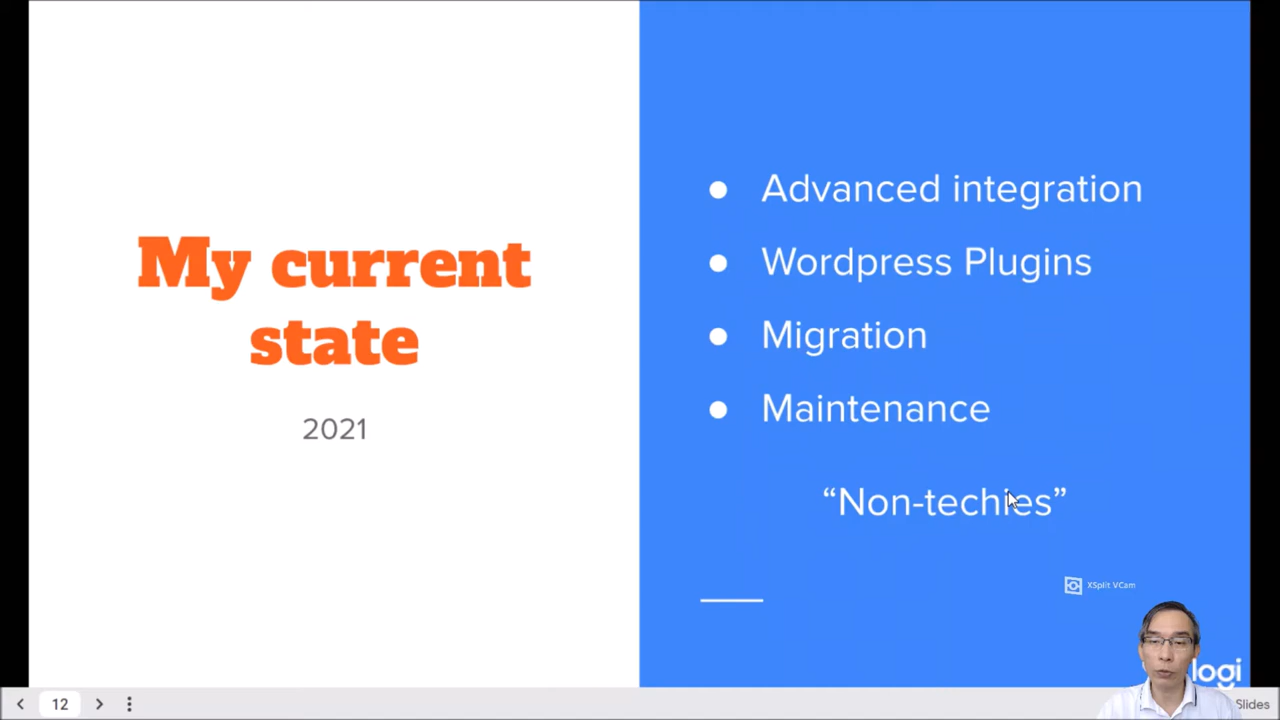 My current
state
2021
● Advanced integration
● Wordpress Plugins
● Migration
● Maintenance
“Non-techies”
XSplit VCam
logi
12
Slides